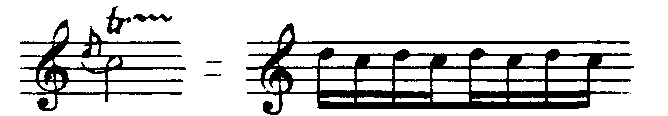 tr
=